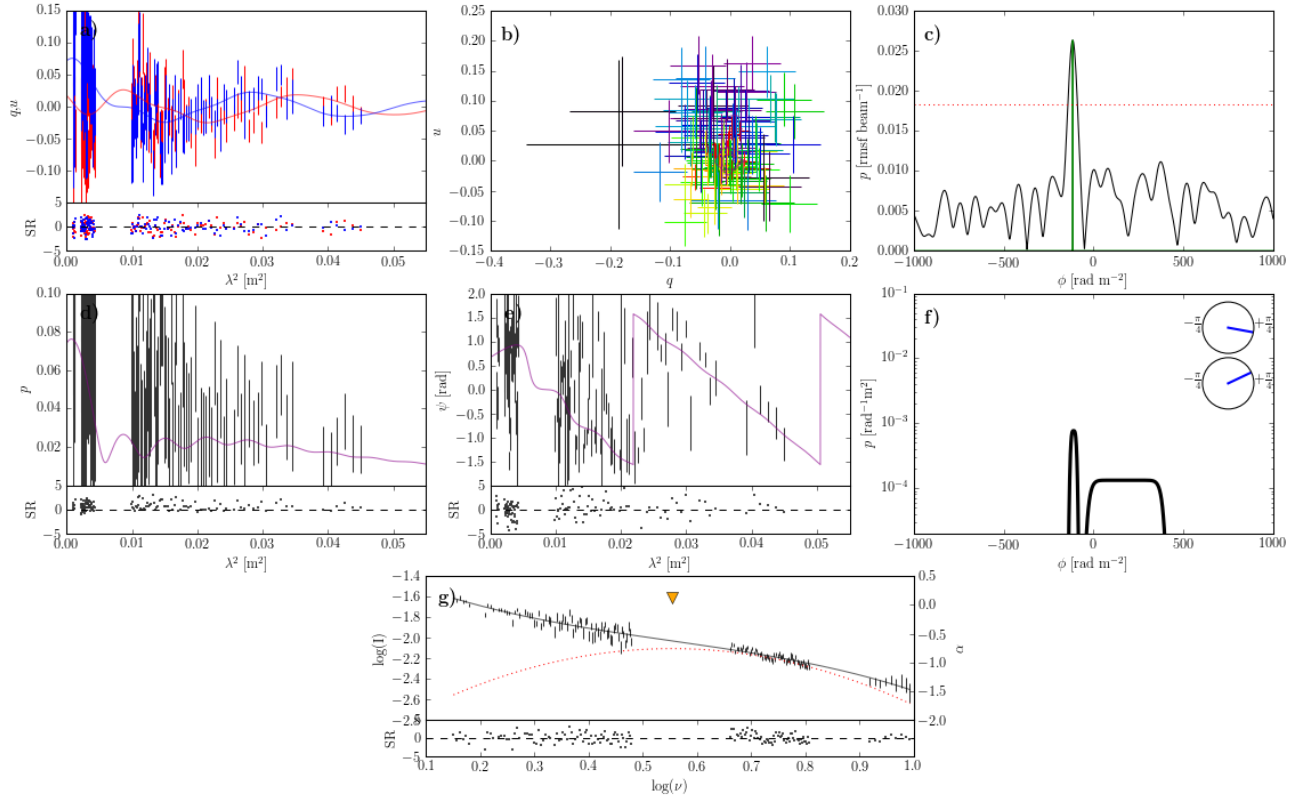 a)
q,u
0.15
0.10
0.05
0.00
−0.05
−0.10
5
0
−5
SR
0.00 0.01 0.02 0.03 0.04 0.05
λ² [m²]
b)
u
0.25
0.20
0.15
0.10
0.05
0.00
−0.05
−0.10
−0.15
−0.4 −0.3 −0.2 −0.1 0.0 0.1 0.2
q
c)
p [rmsf beam⁻¹]
0.030
0.025
0.020
0.015
0.010
0.005
0.000
−1000 −500 0 500 1000
ϕ [rad m⁻²]
d)
p
0.10
0.08
0.06
0.04
0.02
5
0
−5
SR
0.00 0.01 0.02 0.03 0.04 0.05
λ² [m²]
e)
ψ [rad]
2.0
1.5
1.0
0.5
0.0
−0.5
−1.0
−1.5
5
0
−5
SR
0.00 0.01 0.02 0.03 0.04 0.05
λ² [m²]
f)
p [rad⁻¹m²]
10⁻¹
10⁻²
10⁻³
10⁻⁴
−π/4 +π/4
−π/4 +π/4
−1000 −500 0 500 1000
ϕ [rad m⁻²]
g)
log(I)
−1.4
−1.6
−1.8
−2.0
−2.2
−2.4
−2.6
0.5
0.0
−0.5
−1.0
−1.5
−2.0
α
5
0
−5
SR
0.1 0.2 0.3 0.4 0.5 0.6 0.7 0.8 0.9 1.0
log(ν)